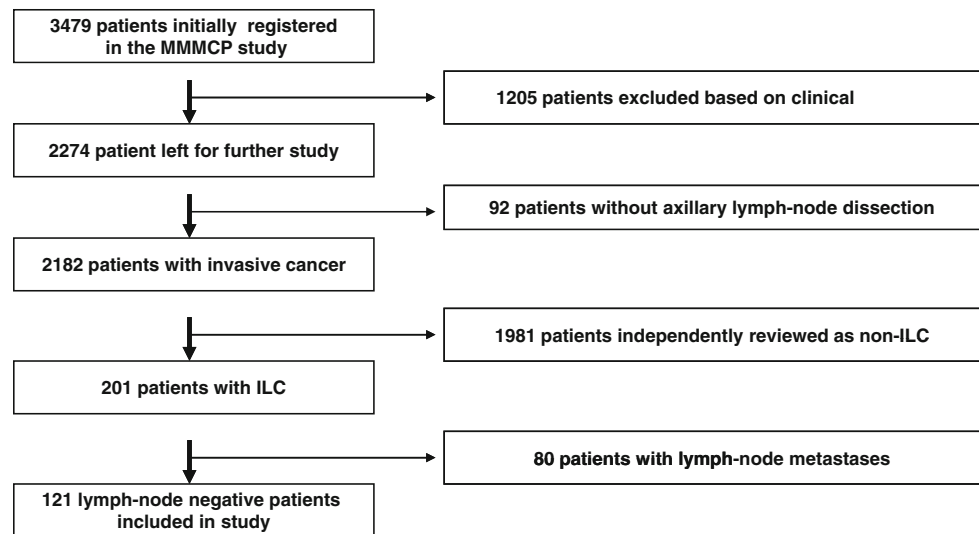 3479 patients initially registered
in the MMMCP study
1205 patients excluded based on clinical
2274 patient left for further study
92 patients without axillary lymph-node dissection
2182 patients with invasive cancer
1981 patients independently reviewed as non-ILC
201 patients with ILC
80 patients with lymph-node metastases
121 lymph-node negative patients
included in study